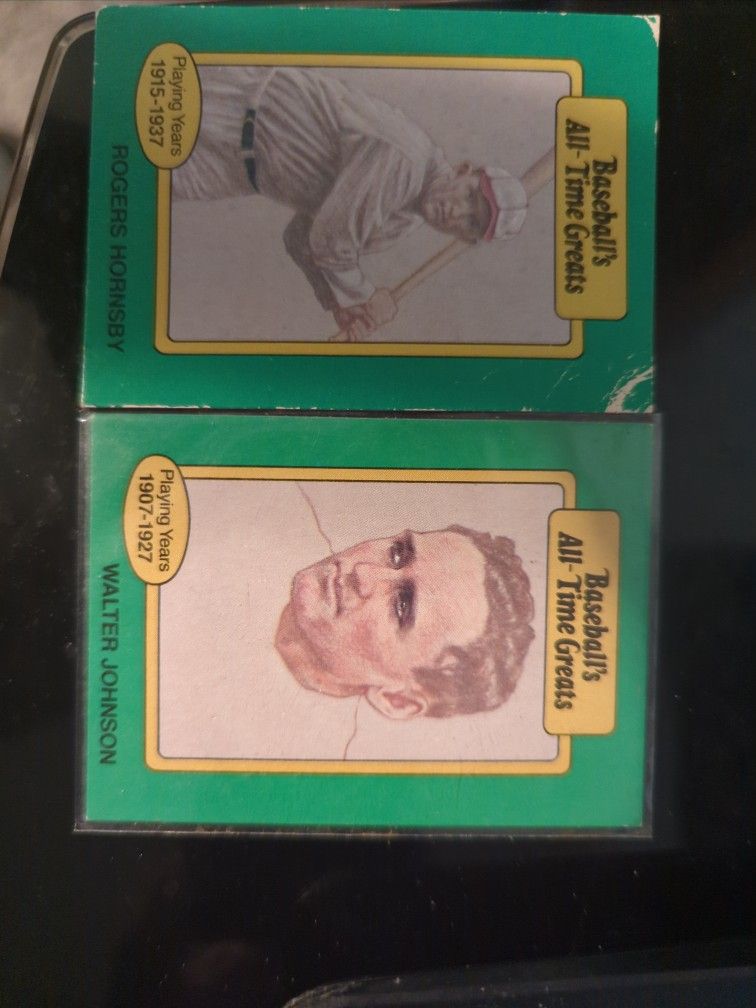 Baseball's
All-Time Greats
Playing Years
1915-1937
ROGERS HORNSBY
Baseball's
All-Time Greats
Playing Years
1907-1927
WALTER JOHNSON